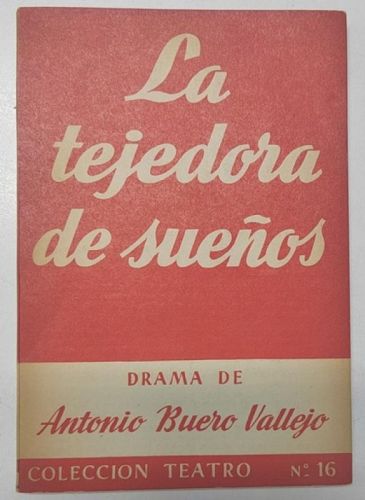 La
tejedora
de sueños
DRAMA DE
Antonio Buero Vallejo
COLECCION TEATRO Nº 16